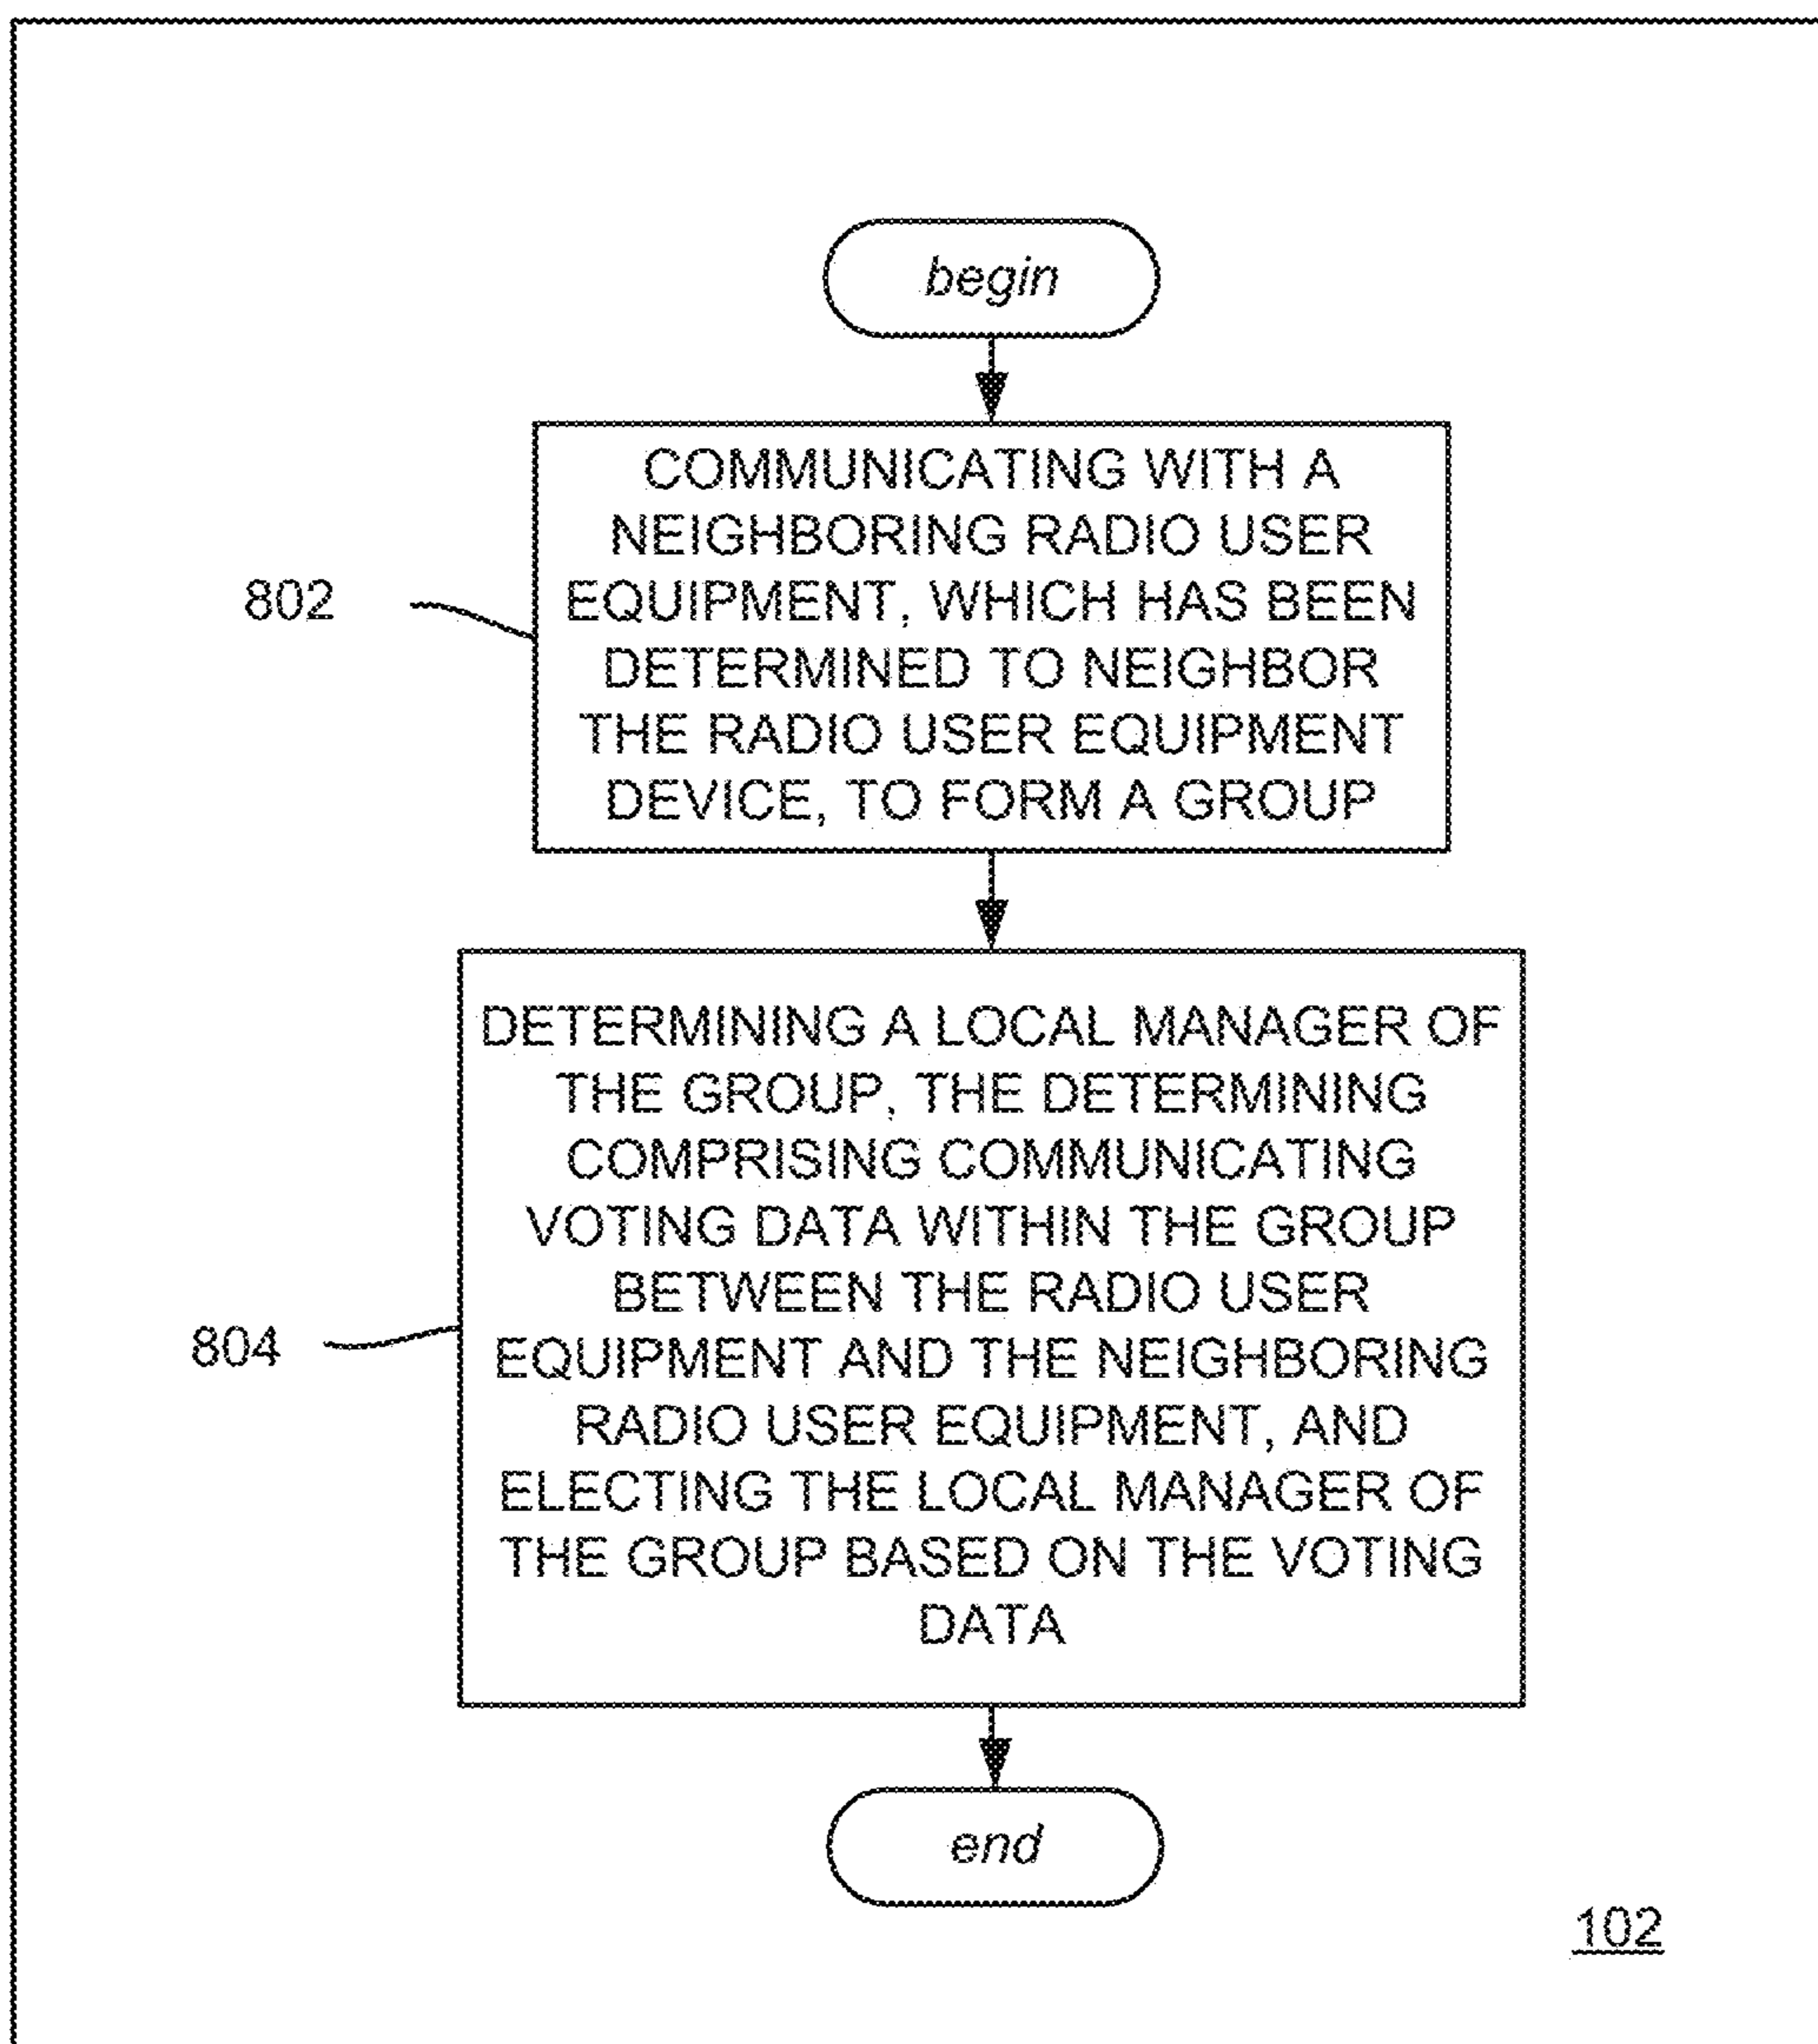 begin
COMMUNICATING WITH A
NEIGHBORING RADIO USER
EQUIPMENT, WHICH HAS BEEN
DETERMINED TO NEIGHBOR
THE RADIO USER EQUIPMENT
DEVICE, TO FORM A GROUP
802
DETERMINING A LOCAL MANAGER OF
THE GROUP, THE DETERMINING
COMPRISING COMMUNICATING
VOTING DATA WITHIN THE GROUP
BETWEEN THE RADIO USER
EQUIPMENT AND THE NEIGHBORING
RADIO USER EQUIPMENT, AND
ELECTING THE LOCAL MANAGER OF
THE GROUP BASED ON THE VOTING
DATA
804
end
102